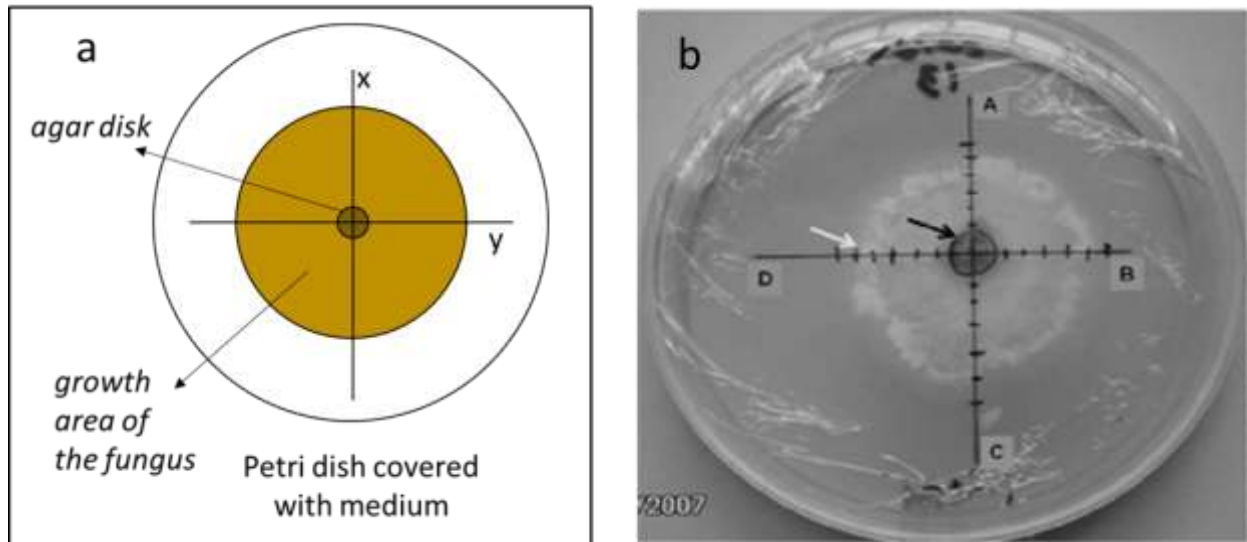 a
x
agar disk
y
growth
area of
the fungus
Petri dish covered
with medium
b
A
D
B
C
/2007